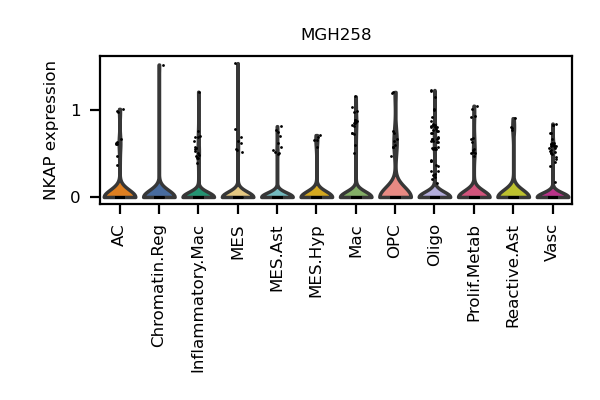 MGH258
NKAP expression
1
0
AC
Chromatin.Reg
Inflammatory.Mac
MES
MES.Ast
MES.Hyp
Mac
OPC
Oligo
Prolif.Metab
Reactive.Ast
Vasc